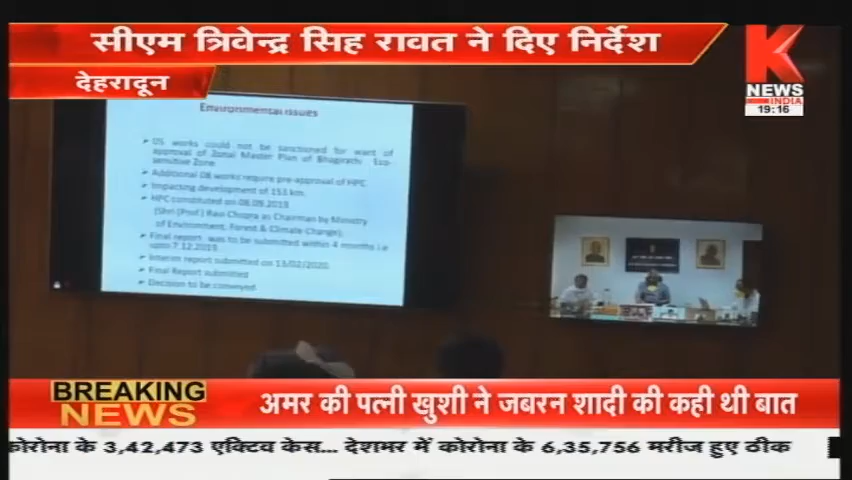 सीएम त्रिवेन्द्र सिंह रावत ने दिए निर्देश
देहरादून
K
NEWS
INDIA
19:16
Environmental Issues
05 works could not be sanctioned for want of
approval of Zonal Master Plan of Bhagirathi Eco-
sensitive Zone
Additional 08 works require pre-approval of HPC
Impacting development of 153 km.
HPC constituted on 08.08.2019
(Shri (Prof.) Ravi Chopra as Chairman by Ministry
of Environment, Forest & Climate Change).
Final report was to be submitted within 4 months i.e
upto 7.12.2019
Interim report submitted on 13/02/2020.
Final Report submitted
Decision to be conveyed.
BREAKING
NEWS
अमर की पत्नी खुशी ने जबरन शादी की कही थी बात
कोरोना के 3,42,473 एक्टिव केस... देशभर में कोरोना के 6,35,756 मरीज हुए ठीक